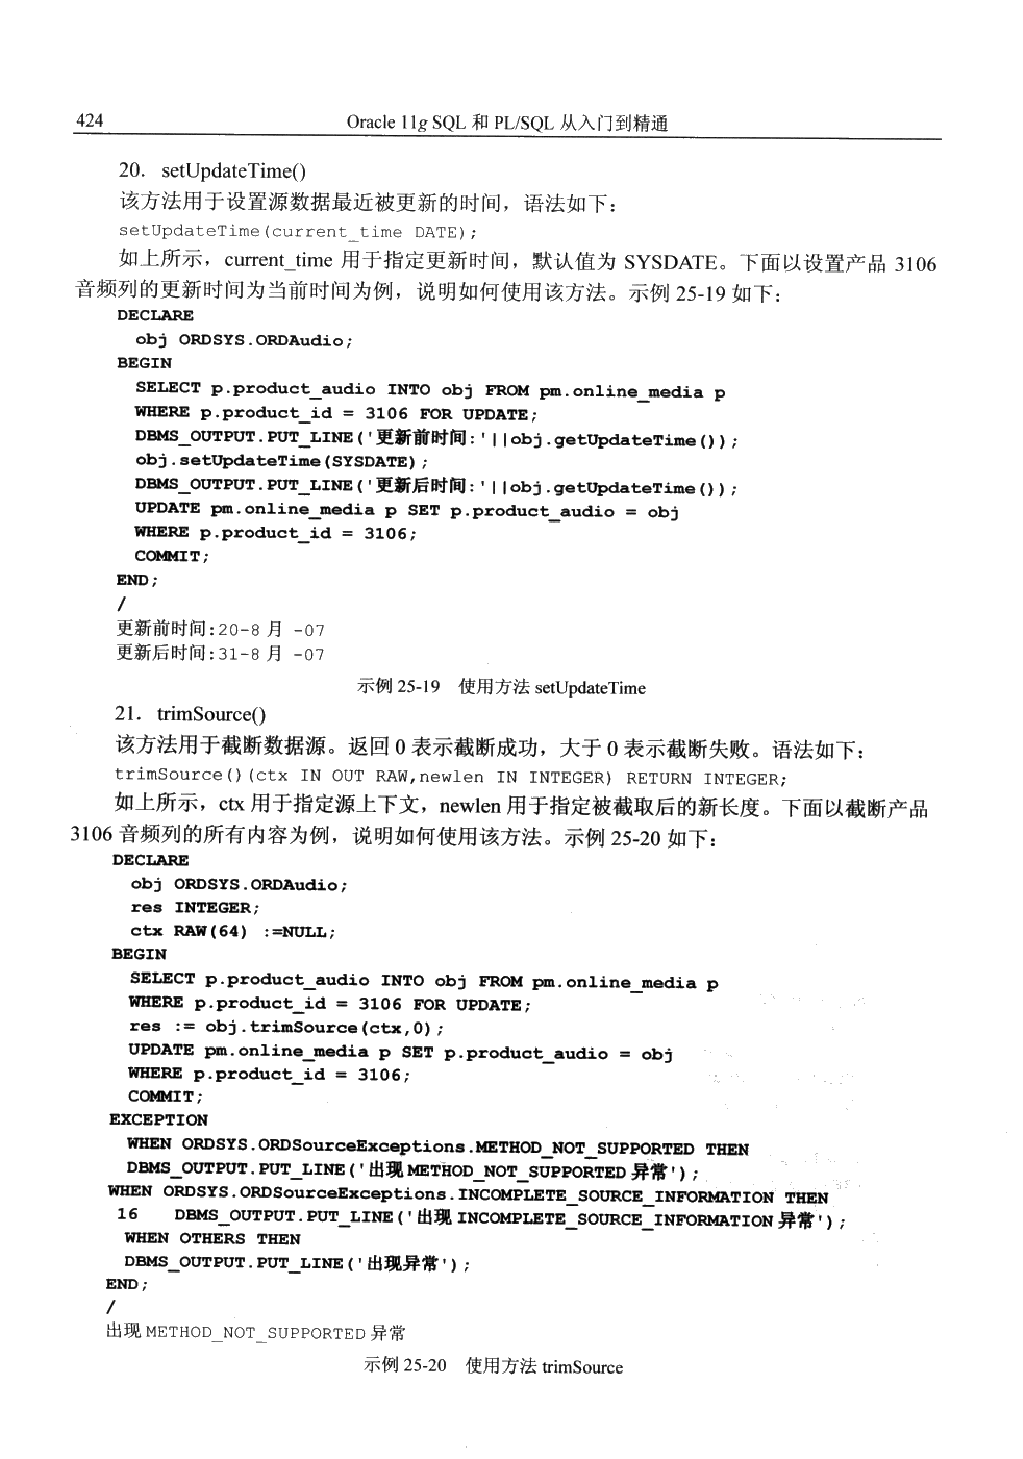 424
Oracle 11g SQL 和 PL/SQL 从入门到精通
20. setUpdateTime()
该方法用于设置源数据最近被更新的时间，语法如下：
setUpdateTime(current_time DATE);
如上所示，current_time 用于指定更新时间，默认值为 SYSDATE。下面以设置产品 3106
音频列的更新时间为当前时间为例，说明如何使用该方法。示例 25-19 如下：
DECLARE
obj ORDSYS.ORDAudio;
BEGIN
SELECT p.product_audio INTO obj FROM pm.online_media p
WHERE p.product_id = 3106 FOR UPDATE;
DBMS_OUTPUT.PUT_LINE('更新前时间:'||obj.getUpdateTime());
obj.setUpdateTime(SYSDATE);
DBMS_OUTPUT.PUT_LINE('更新后时间:'||obj.getUpdateTime());
UPDATE pm.online_media p SET p.product_audio = obj
WHERE p.product_id = 3106;
COMMIT;
END;
/
更新前时间:20-8 月 -07
更新后时间:31-8 月 -07
示例 25-19 使用方法 setUpdateTime
21. trimSource()
该方法用于截断数据源。返回 0 表示截断成功，大于 0 表示截断失败。语法如下：
trimSource()(ctx IN OUT RAW,newlen IN INTEGER) RETURN INTEGER;
如上所示，ctx 用于指定源上下文，newlen 用于指定被截取后的新长度。下面以截断产品
3106 音频列的所有内容为例，说明如何使用该方法。示例 25-20 如下：
DECLARE
obj ORDSYS.ORDAudio;
res INTEGER;
ctx RAW(64) :=NULL;
BEGIN
SELECT p.product_audio INTO obj FROM pm.online_media p
WHERE p.product_id = 3106 FOR UPDATE;
res := obj.trimSource(ctx,0);
UPDATE pm.online_media p SET p.product_audio = obj
WHERE p.product_id = 3106;
COMMIT;
EXCEPTION
WHEN ORDSYS.ORDSourceExceptions.METHOD_NOT_SUPPORTED THEN
DBMS_OUTPUT.PUT_LINE('出现 METHOD_NOT_SUPPORTED 异常');
WHEN ORDSYS.ORDSourceExceptions.INCOMPLETE_SOURCE_INFORMATION THEN
16 DBMS_OUTPUT.PUT_LINE('出现 INCOMPLETE_SOURCE_INFORMATION 异常');
WHEN OTHERS THEN
DBMS_OUTPUT.PUT_LINE('出现异常');
END;
/
出现 METHOD_NOT_SUPPORTED 异常
示例 25-20 使用方法 trimSource